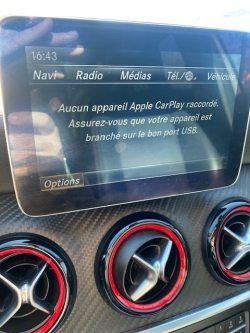 16:43
Navi Radio Médias Tél./ Véhicule
Aucun appareil Apple CarPlay raccordé.
Assurez-vous que votre appareil est
branché sur le bon port USB.
Options